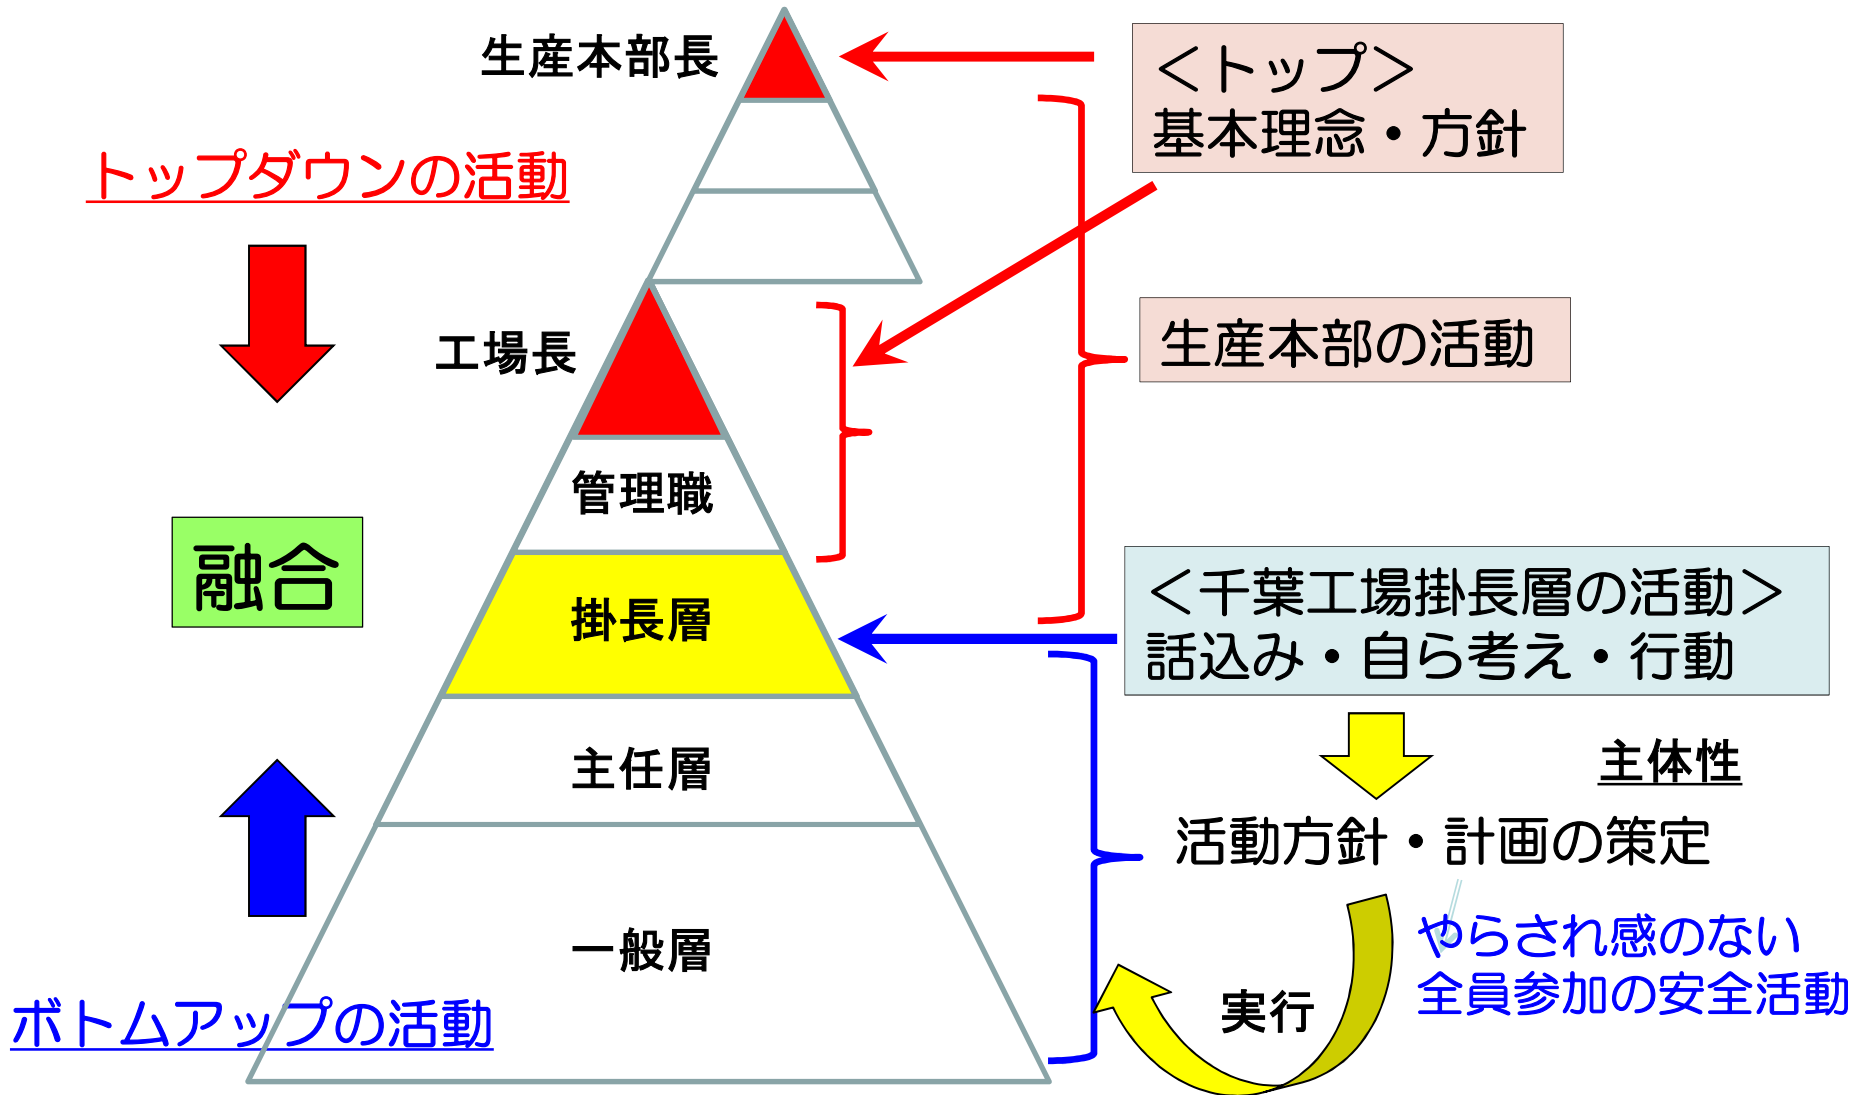 生産本部長
＜トップ＞
基本理念・方針
トップダウンの活動
工場長
生産本部の活動
管理職
融合
掛長層
＜千葉工場掛長層の活動＞
話込み・自ら考え・行動
主任層
主体性
活動方針・計画の策定
一般層
やらされ感のない
全員参加の安全活動
実行
ボトムアップの活動